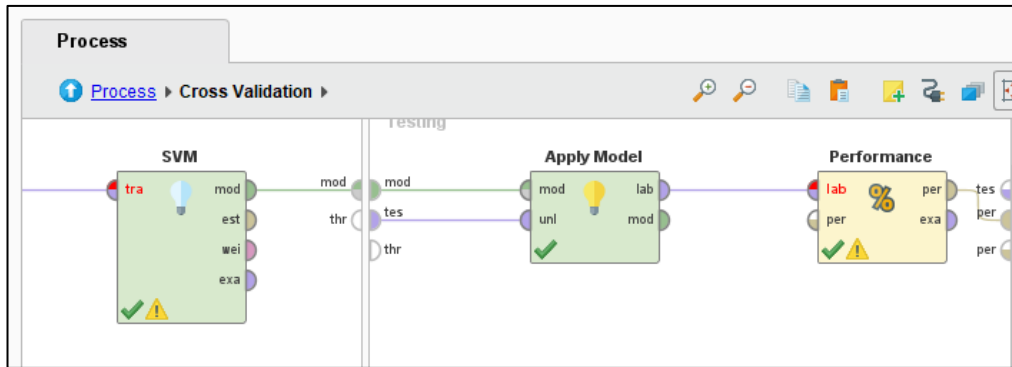 Process
Process ▸ Cross Validation ▸
Testing
SVM
Apply Model
Performance
tra
mod
est
wei
exa
mod
thr
mod
tes
thr
mod
unl
lab
mod
lab
per
%
per
exa
tes
per
per